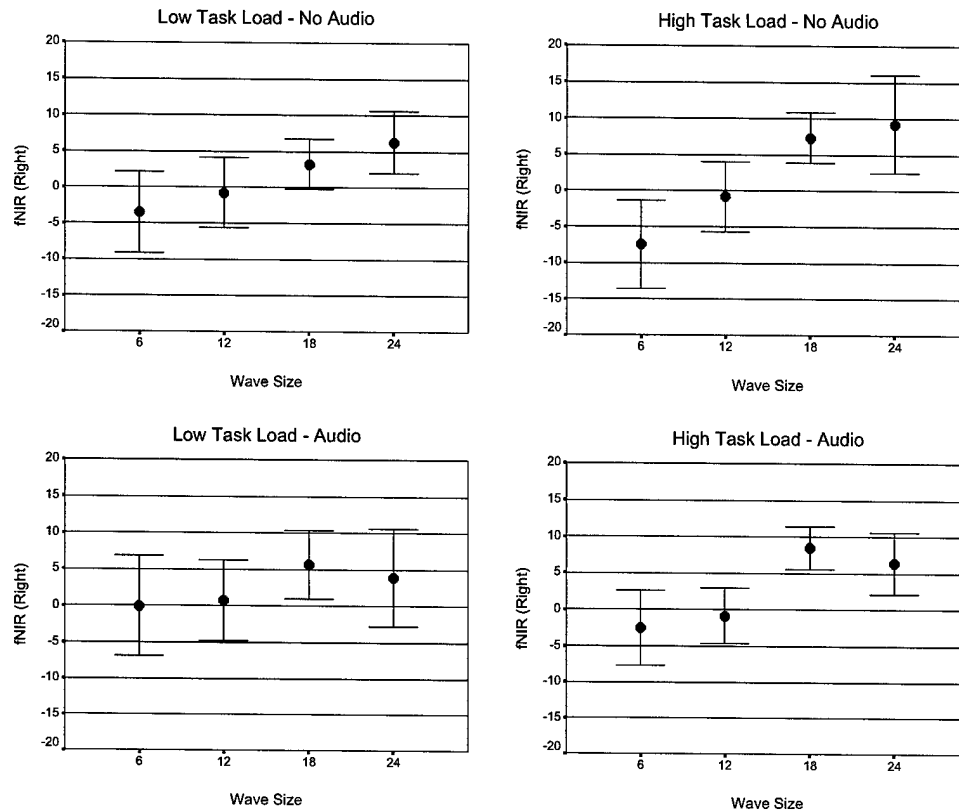 Low Task Load - No Audio
20
15
10
5
0
-5
-10
-15
-20
fNIR (Right)
6 12 18 24
Wave Size
High Task Load - No Audio
20
15
10
5
0
-5
-10
-15
-20
fNIR (Right)
6 12 18 24
Wave Size
Low Task Load - Audio
20
15
10
5
0
-5
-10
-15
-20
fNIR (Right)
6 12 18 24
Wave Size
High Task Load - Audio
20
15
10
5
0
-5
-10
-15
-20
fNIR (Right)
6 12 18 24
Wave Size